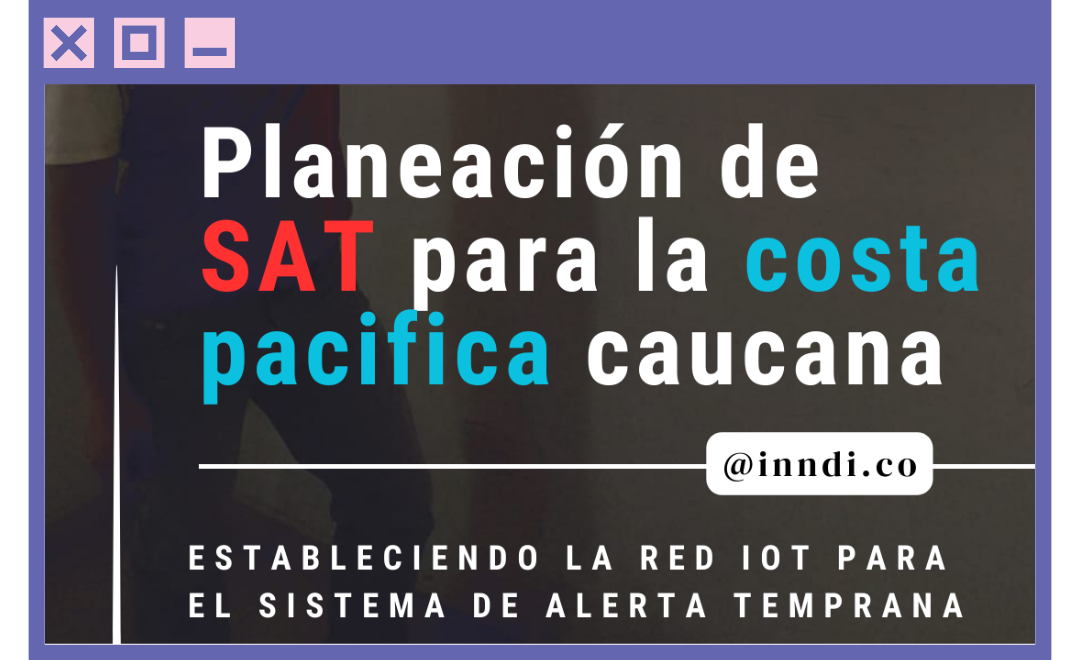 Planeación de
SAT para la costa
pacifica caucana
@inndi.co
ESTABLECIENDO LA RED IOT PARA
EL SISTEMA DE ALERTA TEMPRANA